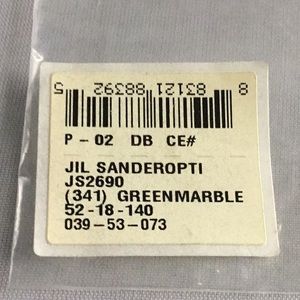 8 83121 88392 5
P - 02 DB CE#
JIL SANDEROPTI
JS2690
(341) GREENMARBLE
52-18-140
039-53-073